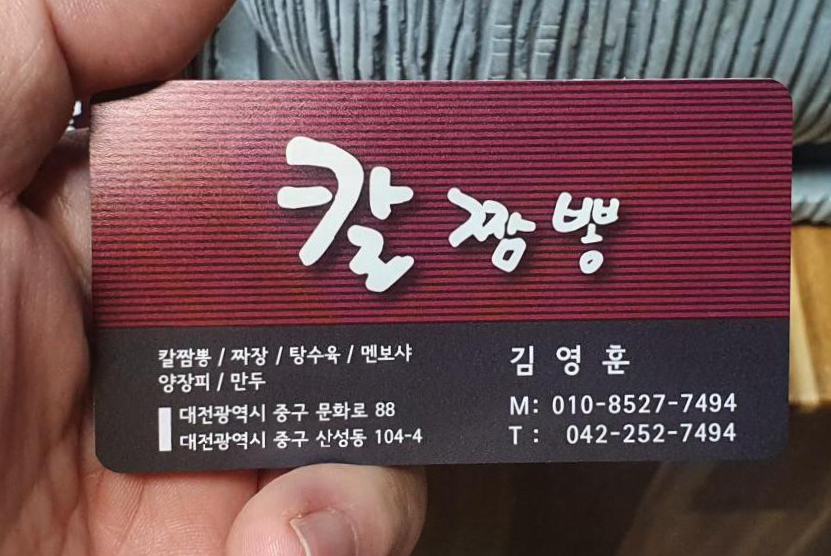 칼 짬뽕
칼짬뽕 / 짜장 / 탕수육 / 멘보샤
양장피 / 만두
대전광역시 중구 문화로 88
대전광역시 중구 산성동 104-4
김 영 훈
M: 010-8527-7494
T : 042-252-7494